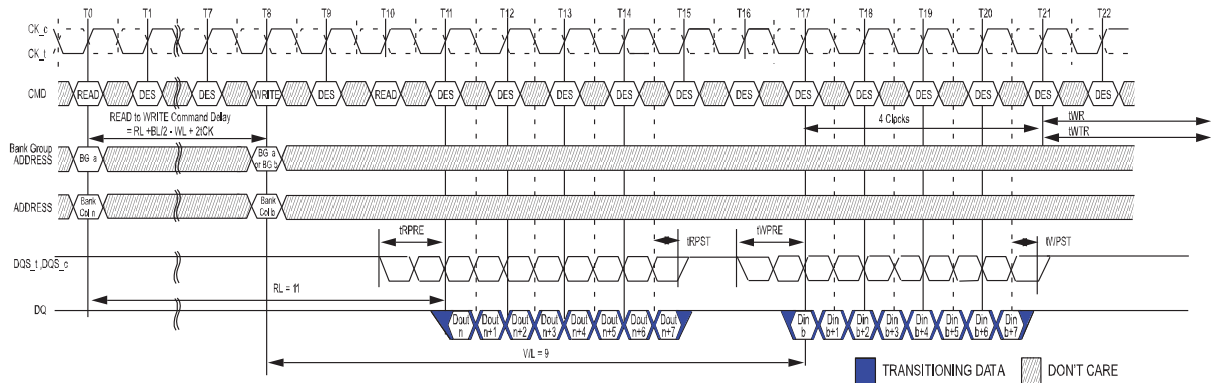 T0 T1 T7 T8 T9 T10 T11 T12 T13 T14 T15 T16 T17 T18 T19 T20 T21 T22
CK_c
CK_t
CMD READ DES DES WRITE DES READ DES DES DES DES DES DES DES DES DES DES DES DES
READ to WRITE Command Delay
= RL +BL/2 - WL + 2tCK
4 Clocks
tWR
tWTR
Bank Group
ADDRESS
BG a
BG a
or BG b
ADDRESS
Bank
Col n
Bank
Col b
tRPRE tRPST tWPRE tWPST
DQS_t,DQS_c
RL = 11
DQ
Dout
n
Dout
n+1
Dout
n+2
Dout
n+3
Dout
n+4
Dout
n+5
Dout
n+6
Dout
n+7
Din
b
Din
b+1
Din
b+2
Din
b+3
Din
b+4
Din
b+5
Din
b+6
Din
b+7
WL = 9
TRANSITIONING DATA
DON'T CARE